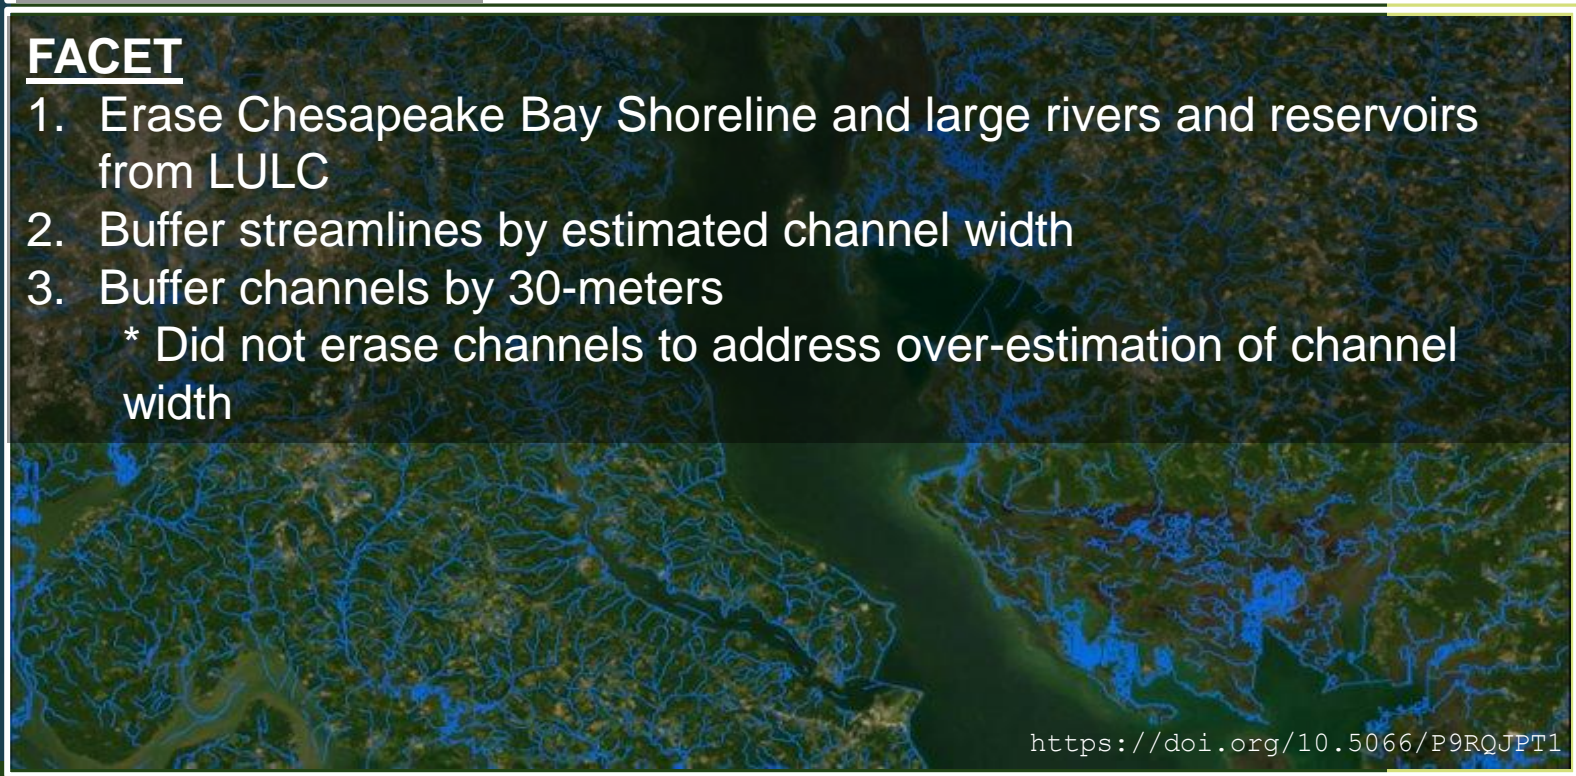 FACET
1. Erase Chesapeake Bay Shoreline and large rivers and reservoirs
from LULC
2. Buffer streamlines by estimated channel width
3. Buffer channels by 30-meters
* Did not erase channels to address over-estimation of channel
width
https://doi.org/10.5066/P9RQJPT1